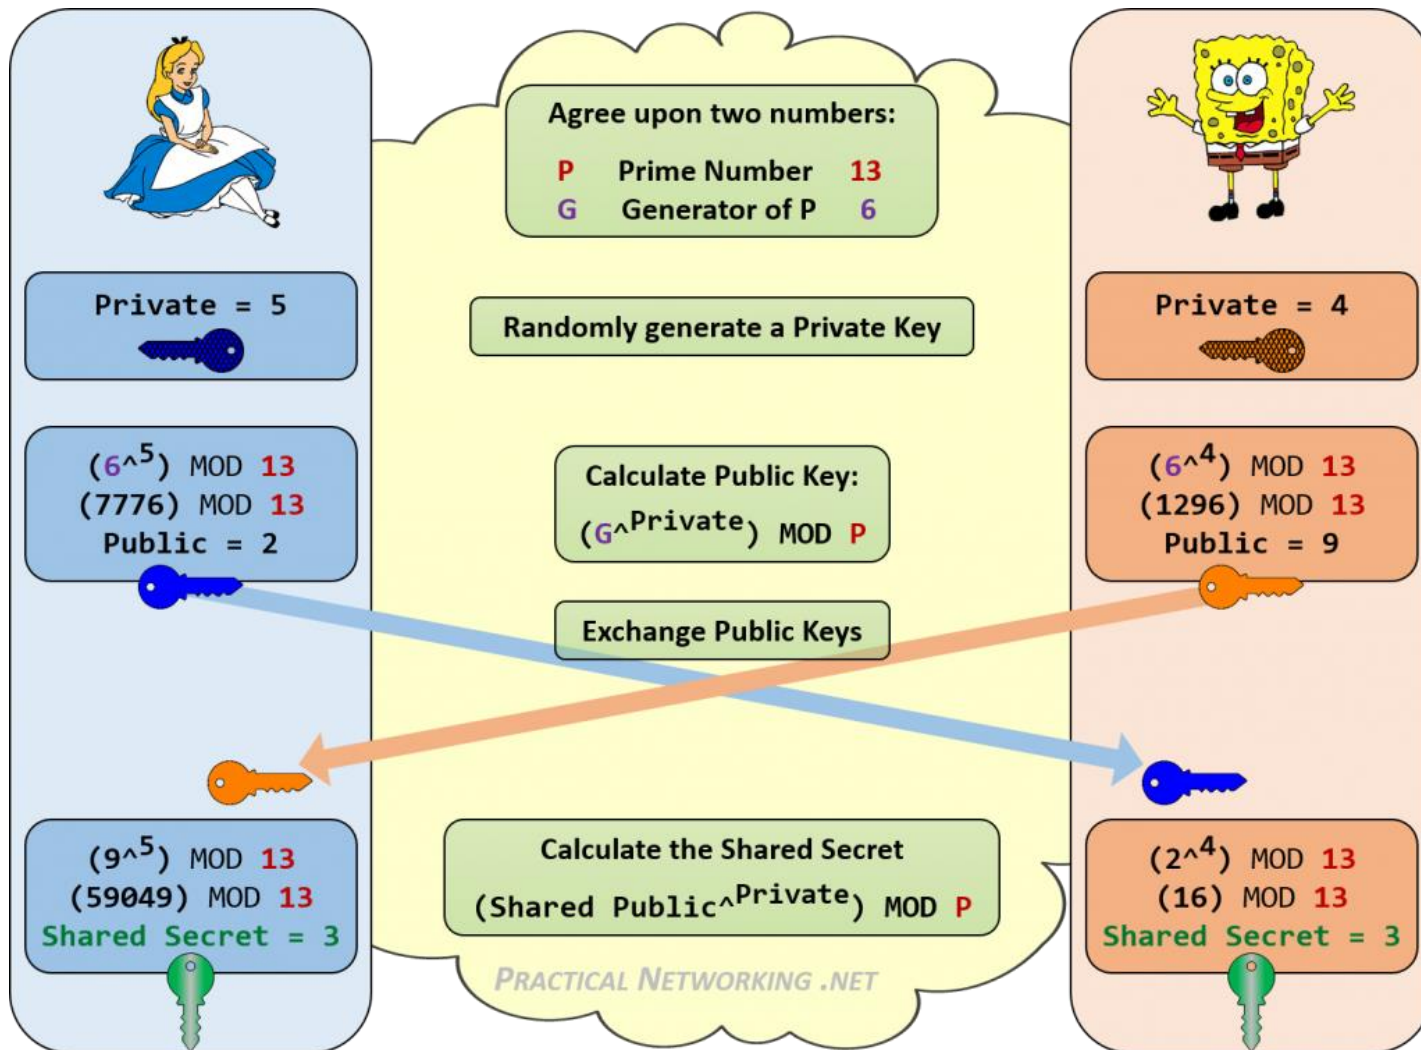 Agree upon two numbers:
P Prime Number 13
G Generator of P 6
Private = 5
Randomly generate a Private Key
Private = 4
(6^5) MOD 13
(7776) MOD 13
Public = 2
Calculate Public Key:
(G^Private) MOD P
(6^4) MOD 13
(1296) MOD 13
Public = 9
Exchange Public Keys
(9^5) MOD 13
(59049) MOD 13
Shared Secret = 3
Calculate the Shared Secret
(Shared Public^Private) MOD P
(2^4) MOD 13
(16) MOD 13
Shared Secret = 3
PRACTICAL NETWORKING .NET